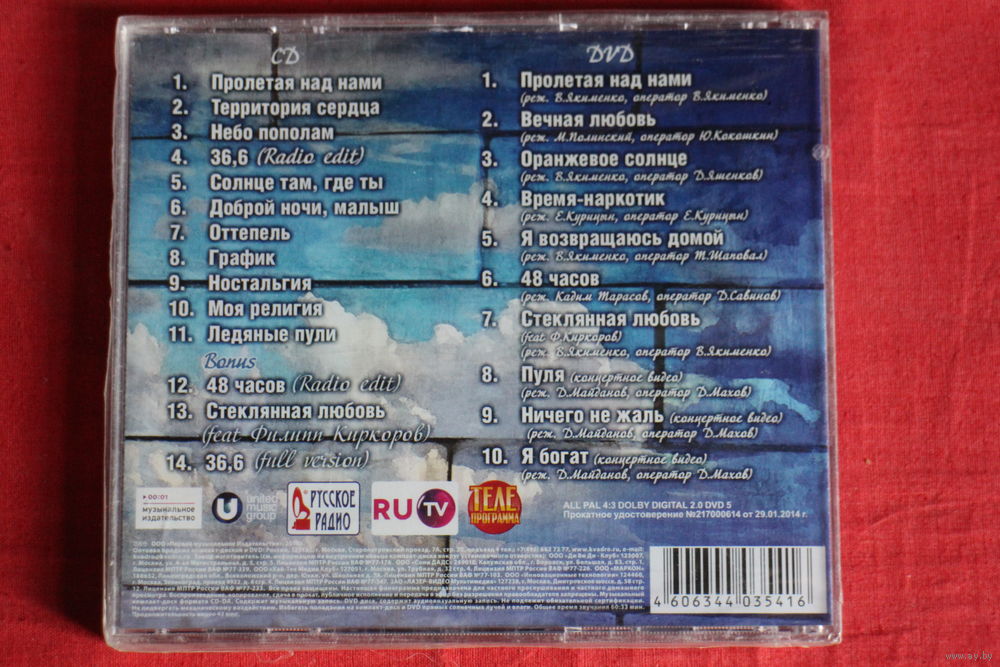 CD
1. Пролетая над нами
2. Территория сердца
3. Небо пополам
4. 36,6 (Radio edit)
5. Солнце там, где ты
6. Доброй ночи, малыш
7. Оттепель
8. График
9. Ностальгия
10. Моя религия
11. Ледяные пули
Bonus
12. 48 часов (Radio edit)
13. Стеклянная любовь
(feat Филипп Киркоров)
14. 36,6 (full version)
DVD
1. Пролетая над нами
(реж. В.Якименко, оператор В.Якименко)
2. Вечная любовь
(реж. М.Полинский, оператор Ю.Кокошкин)
3. Оранжевое солнце
(реж. В.Якименко, оператор Д.Яшенков)
4. Время-наркотик
(реж. Е.Курицын, оператор Е.Курицын)
5. Я возвращаюсь домой
(реж. В.Якименко, оператор Т.Шаповал)
6. 48 часов
(реж. Кадим Тарасов, оператор Д.Савинов)
7. Стеклянная любовь
(feat Ф.Киркоров)
(реж. В.Якименко, оператор В.Якименко)
8. Пуля (концертное видео)
(реж. Д.Майданов, оператор Д.Махов)
9. Ничего не жаль (концертное видео)
(реж. Д.Майданов, оператор Д.Махов)
10. Я богат (концертное видео)
(реж. Д.Майданов, оператор Д.Махов)
00:01
музыкальное
издательство
united
music
group
РУССКОЕ
РАДИО
RU TV
ТЕЛЕ
ПРОГРАММА
ALL PAL 4:3 DOLBY DIGITAL 2.0 DVD 5
Прокатное удостоверение №217000614 от 29.01.2014 г.
4 606344 035416
www.ay.by